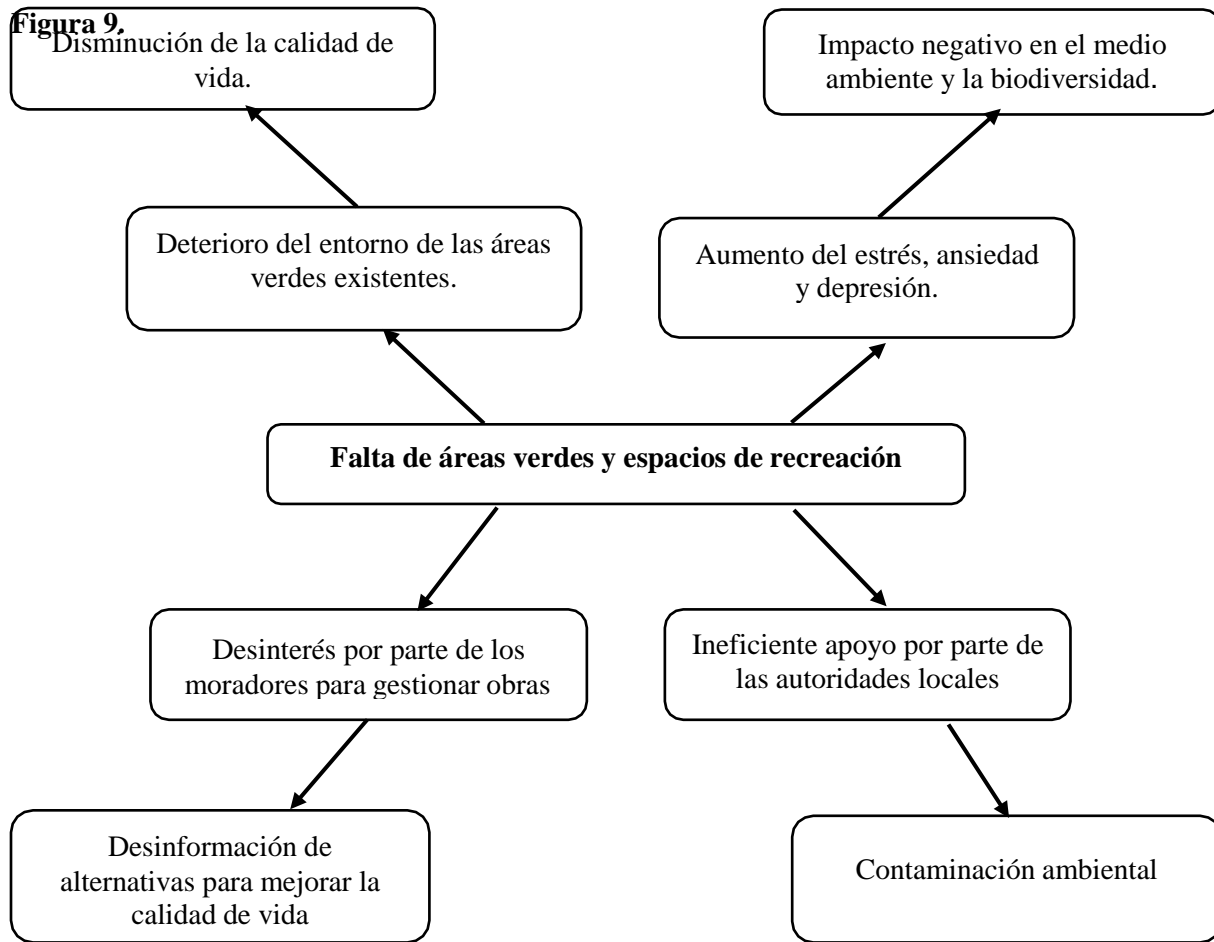 Figura 9.
Disminución de la calidad de
vida.
Impacto negativo en el medio
ambiente y la biodiversidad.
Deterioro del entorno de las áreas
verdes existentes.
Aumento del estrés, ansiedad
y depresión.
Falta de áreas verdes y espacios de recreación
Desinterés por parte de los
moradores para gestionar obras
Ineficiente apoyo por parte de
las autoridades locales
Desinformación de
alternativas para mejorar la
calidad de vida
Contaminación ambiental